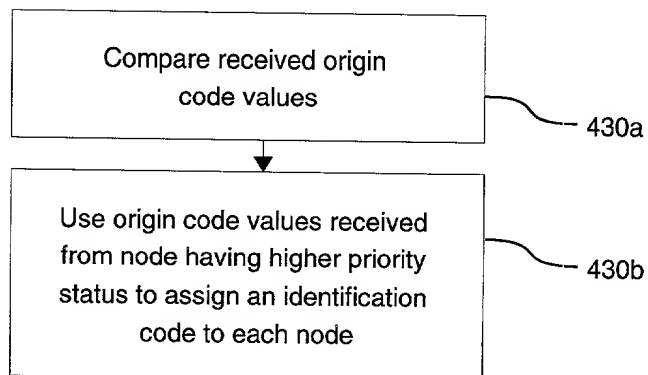 Compare received origin
code values
430a
Use origin code values received
from node having higher priority
status to assign an identification
code to each node
430b